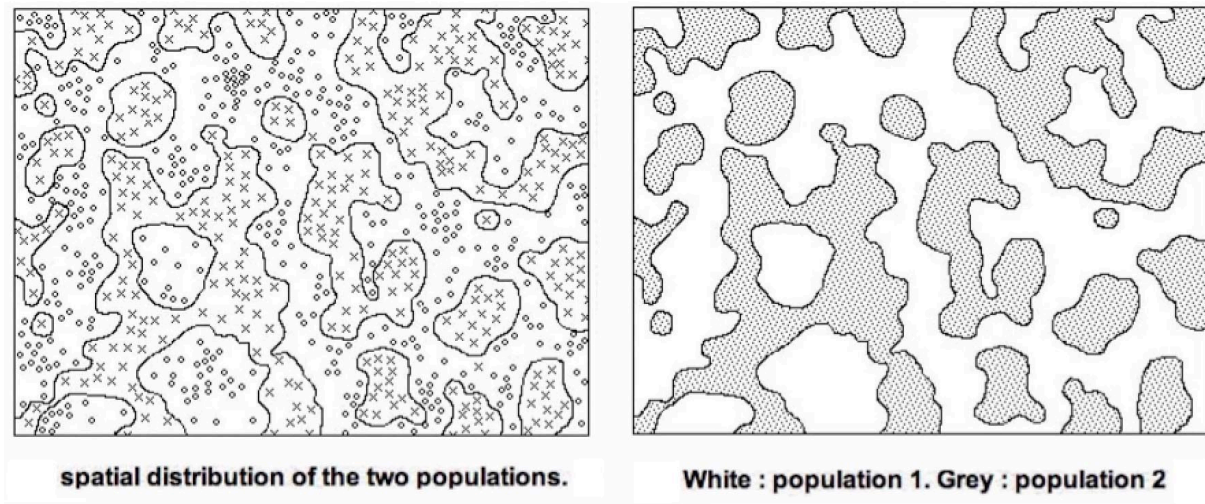 spatial distribution of the two populations.
White : population 1. Grey : population 2